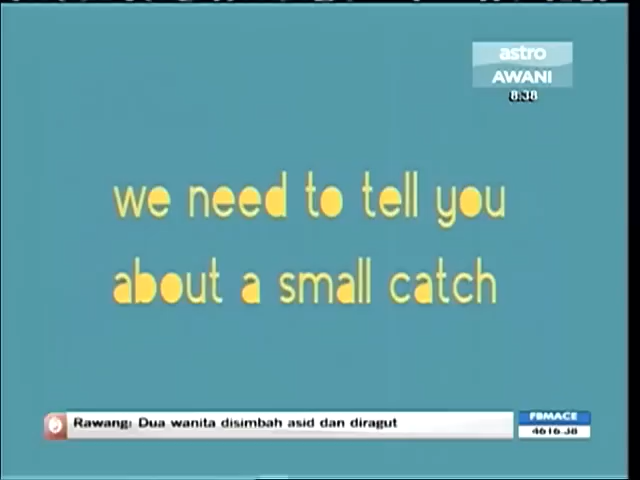 astro
AWANI
8:38
we need to tell you
about a small catch
Rawang: Dua wanita disimbah asid dan diragut
FBMACE
4616.38